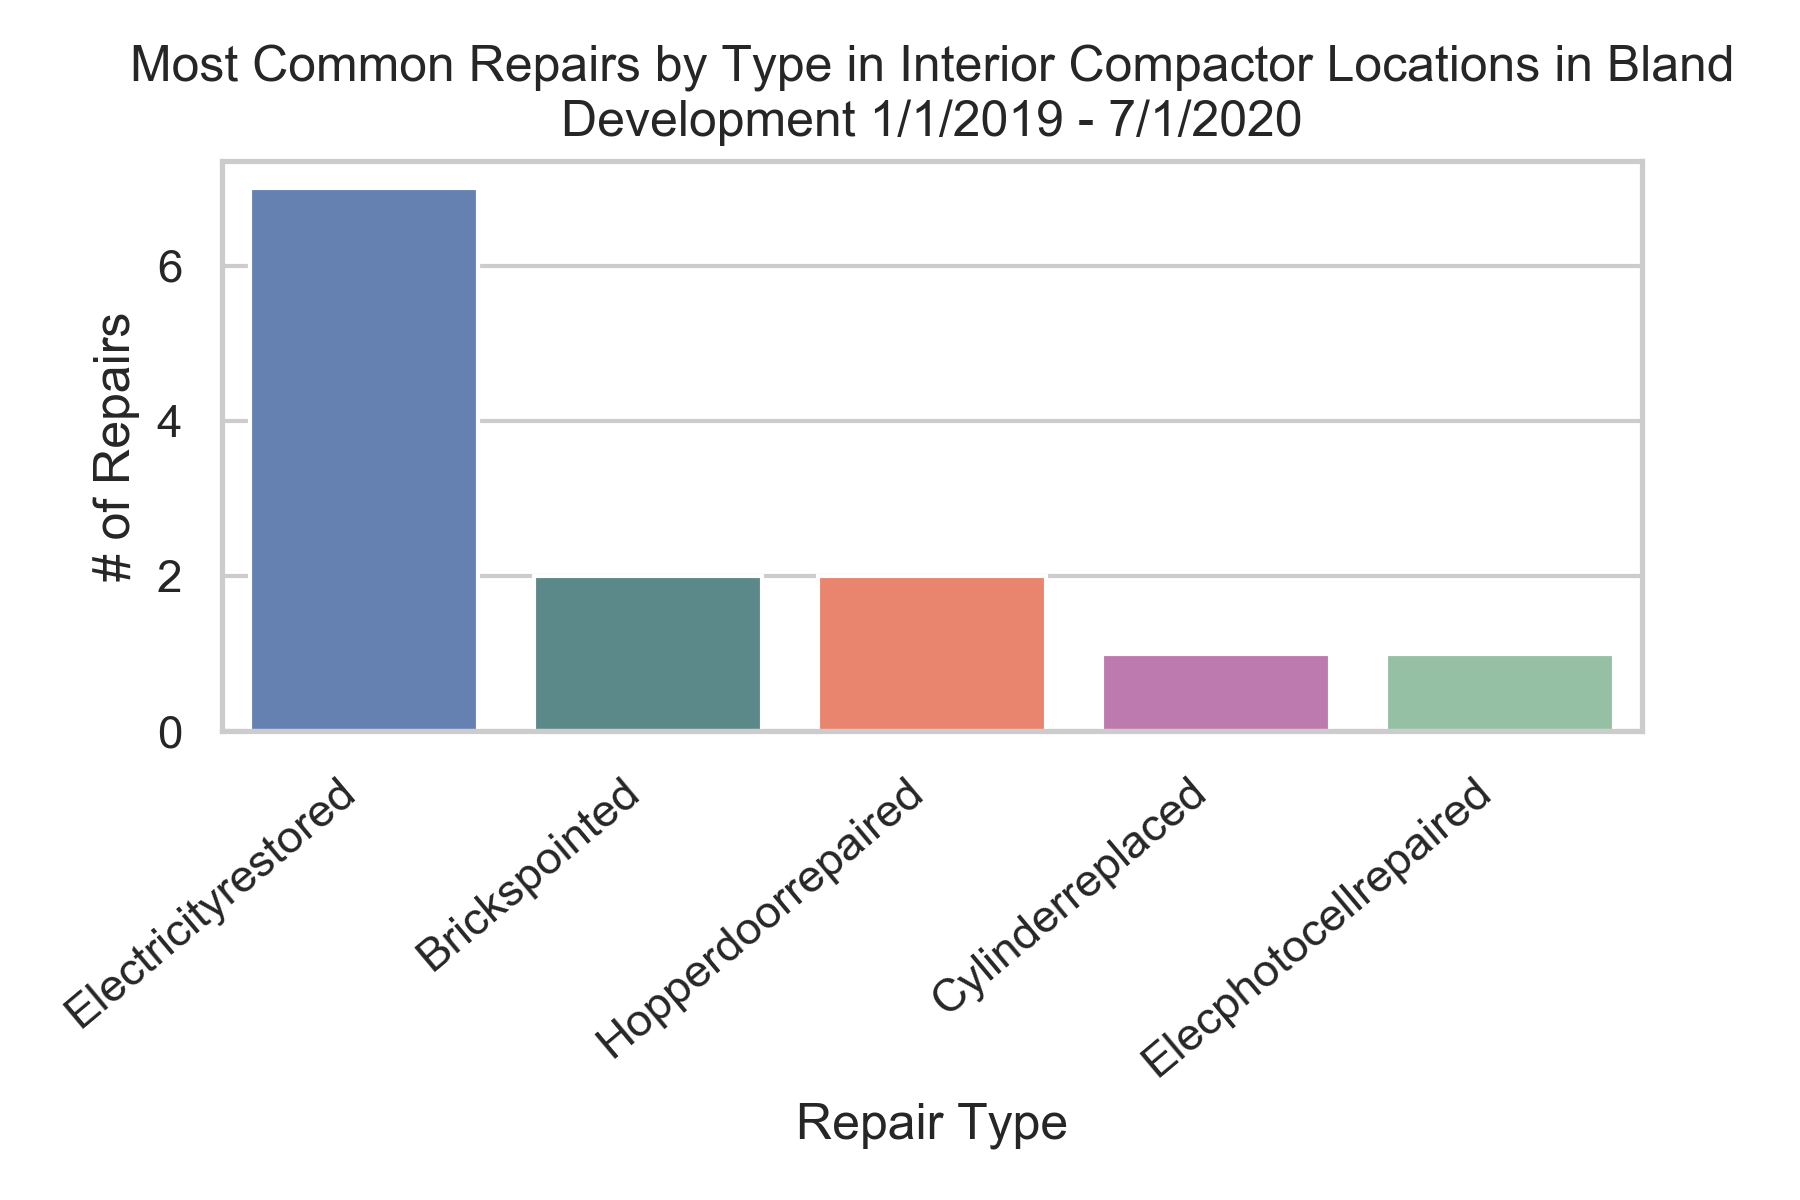 Most Common Repairs by Type in Interior Compactor Locations in Bland
Development 1/1/2019 - 7/1/2020
# of Repairs
6
4
2
0
Electricityrestored
Brickspointed
Hopperdoorrepaired
Cylinderreplaced
Elecphotocellrepaired
Repair Type